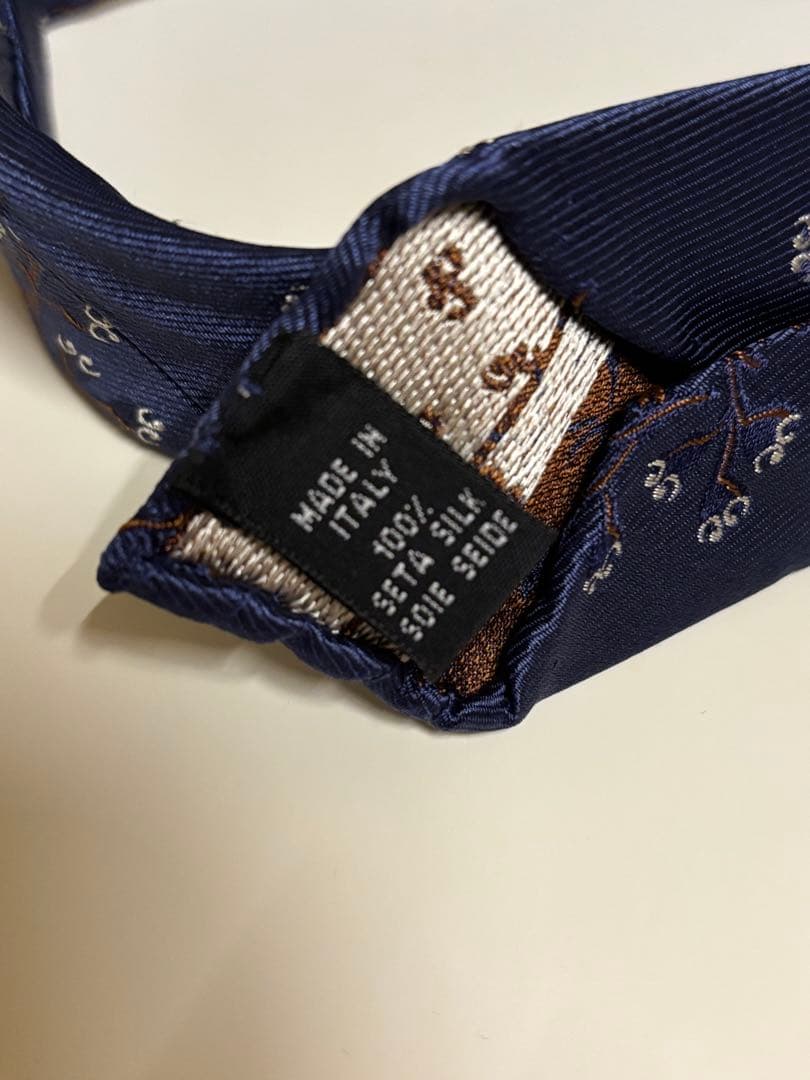 MADE IN
ITALY
100%
SETA SILK
SOIE SEIDE